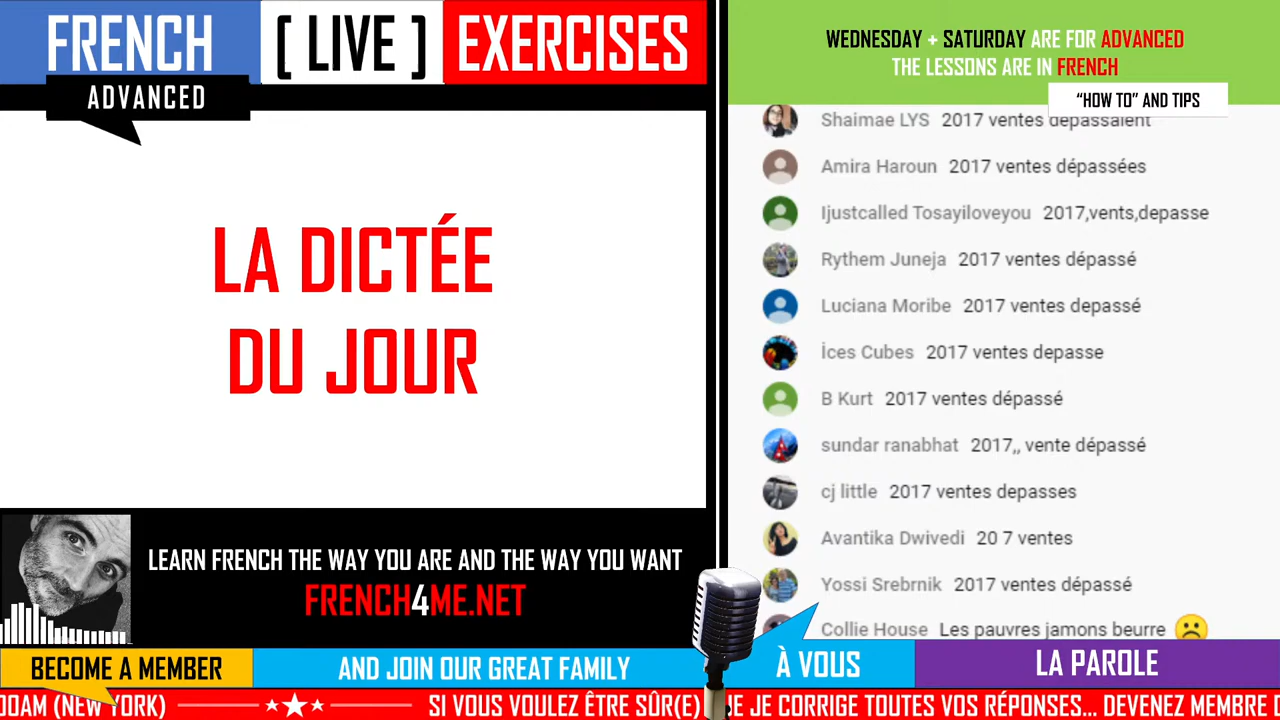 FRENCH
[ LIVE ]
EXERCISES
ADVANCED
LA DICTÉE
DU JOUR
LEARN FRENCH THE WAY YOU ARE AND THE WAY YOU WANT
FRENCH4ME.NET
BECOME A MEMBER
AND JOIN OUR GREAT FAMILY
WEDNESDAY + SATURDAY ARE FOR ADVANCED
THE LESSONS ARE IN FRENCH
“HOW TO” AND TIPS
Shaimae LYS 2017 ventes dépassaient
Amira Haroun 2017 ventes dépassées
Ijustcalled Tosayiloveyou 2017,vents,depasse
Rythem Juneja 2017 ventes dépassé
Luciana Moribe 2017 ventes depassé
İces Cubes 2017 ventes depasse
B Kurt 2017 ventes dépassé
sundar ranabhat 2017,, vente dépassé
cj little 2017 ventes depasses
Avantika Dwivedi 20 7 ventes
Yossi Srebrnik 2017 ventes dépassé
Collie House Les pauvres jamons beurre
À VOUS
LA PAROLE
(NEW YORK) SI VOUS VOULEZ ÊTRE SÛR(E) JE CORRIGE TOUTES VOS RÉPONSES... DEVENEZ MEMBRE